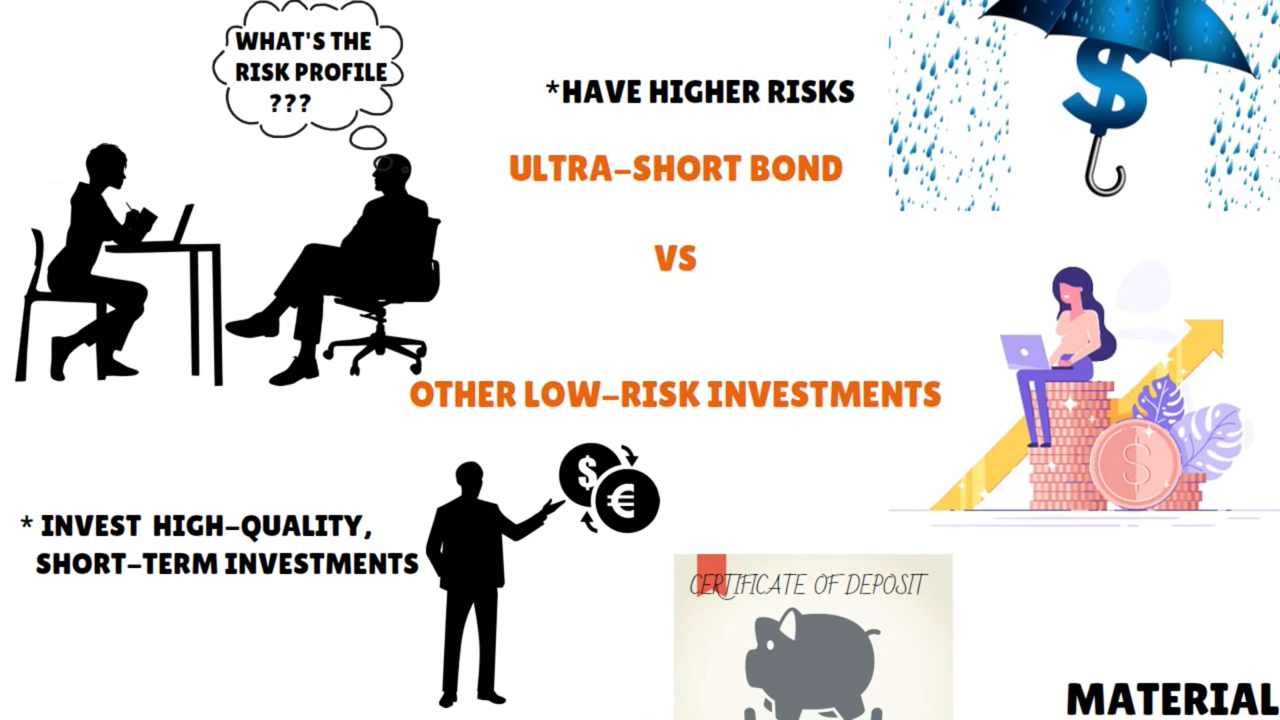 WHAT'S THE
RISK PROFILE
???
*HAVE HIGHER RISKS
ULTRA-SHORT BOND
VS
OTHER LOW-RISK INVESTMENTS
* INVEST HIGH-QUALITY,
SHORT-TERM INVESTMENTS
$
€
CERTIFICATE OF DEPOSIT
MATERIAL
$
$